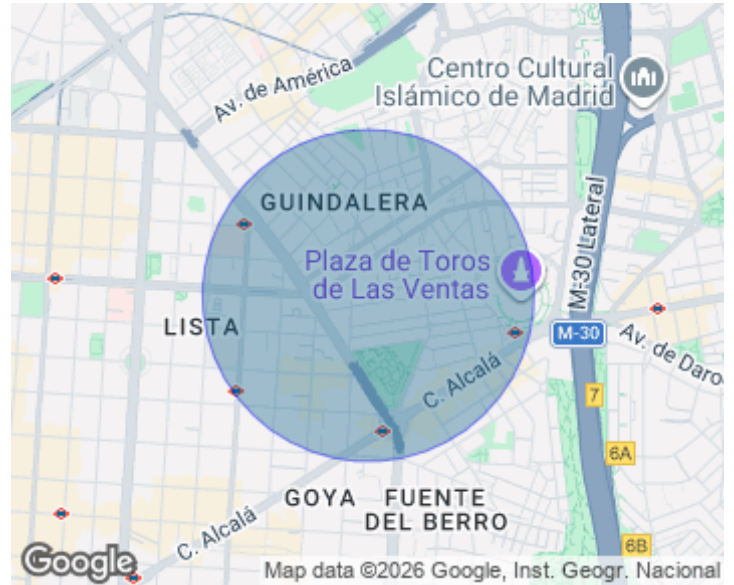 Av. de América
Centro Cultural
Islámico de Madrid
GUINDALERA
M-30 Lateral
Plaza de Toros
de Las Ventas
LISTA
M-30
Av. de Daroc
C. Alcalá
7
6A
GOYA
FUENTE
DEL BERRO
C. Alcalá
6B
Google
Map data ©2026 Google, Inst. Geogr. Nacional